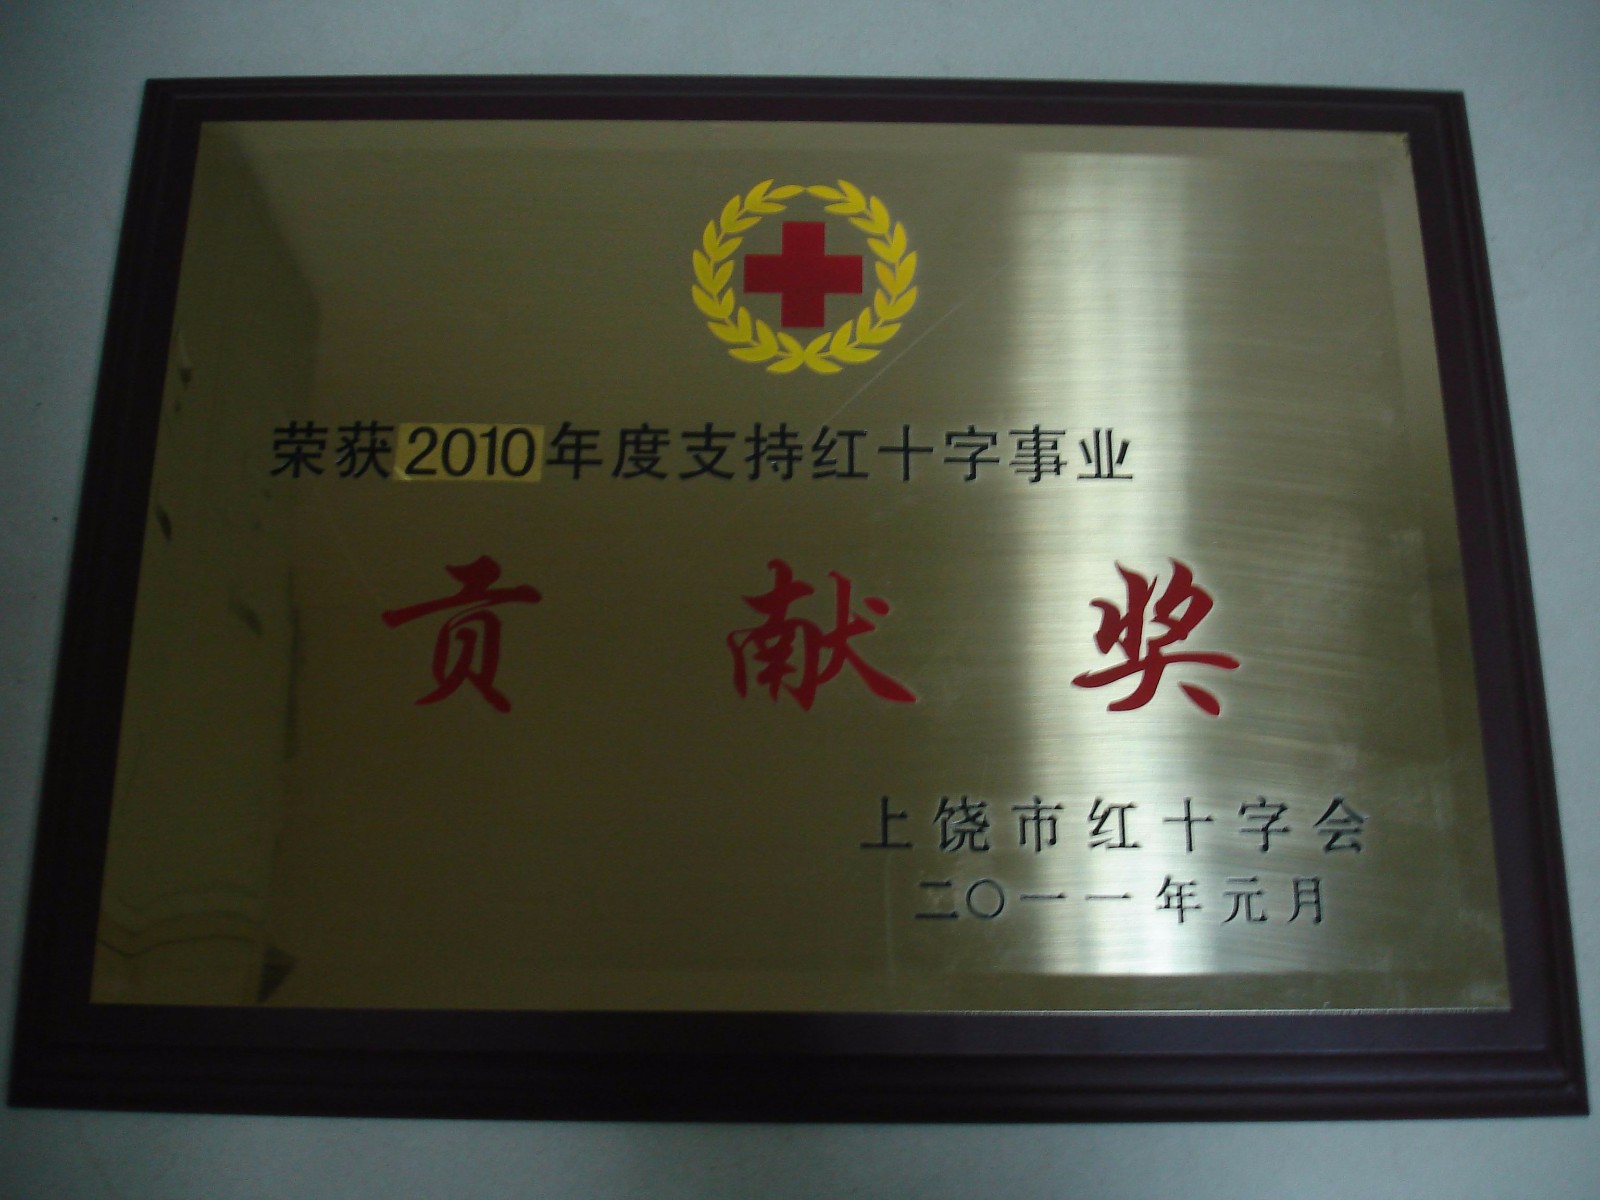 荣获2010年度支持红十字事业
贡献奖
上饶市红十字会
二〇一一年元月